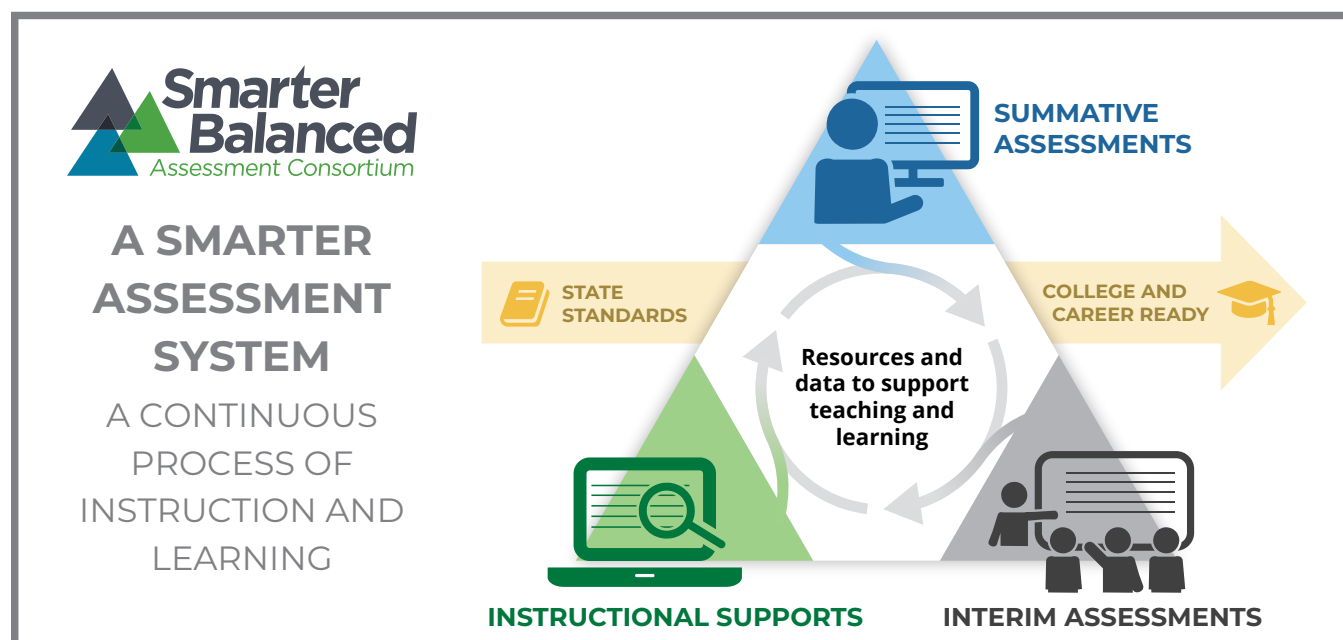 Smarter
Balanced
Assessment Consortium
A SMARTER
ASSESSMENT
SYSTEM
A CONTINUOUS
PROCESS OF
INSTRUCTION AND
LEARNING
SUMMATIVE
ASSESSMENTS
STATE
STANDARDS
COLLEGE AND
CAREER READY
Resources and
data to support
teaching and
learning
INSTRUCTIONAL SUPPORTS
INTERIM ASSESSMENTS